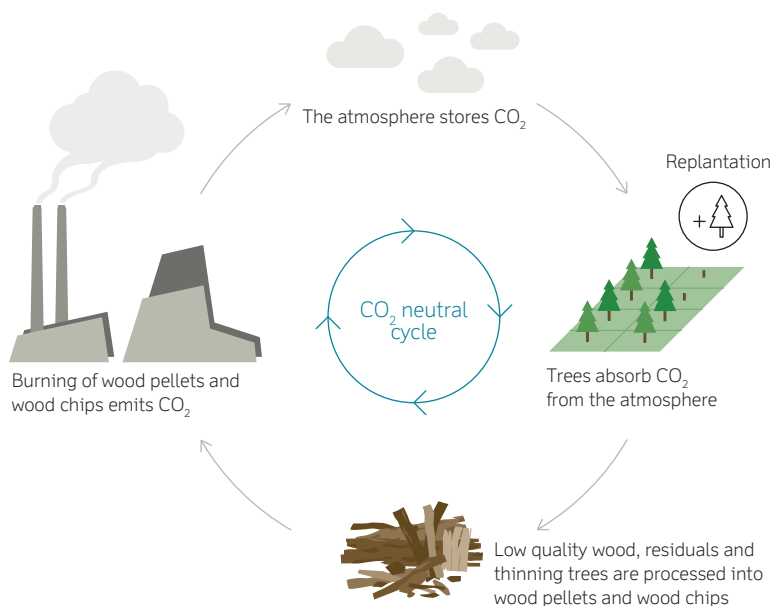 The atmosphere stores CO₂
Replantation
+
CO₂ neutral
cycle
Trees absorb CO₂
from the atmosphere
Burning of wood pellets and
wood chips emits CO₂
Low quality wood, residuals and
thinning trees are processed into
wood pellets and wood chips